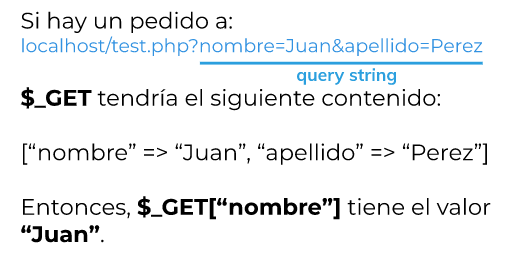 Si hay un pedido a:
localhost/test.php?nombre=Juan&apellido=Perez
query string
$_GET tendría el siguiente contenido:
[“nombre” => “Juan”, “apellido” => “Perez”]
Entonces, $_GET[“nombre”] tiene el valor
“Juan”.